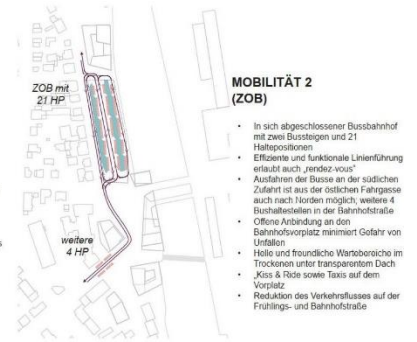 ZOB mit
21 HP
weitere
4 HP
s
MOBILITÄT 2
(ZOB)
• In sich abgeschlossener Bussbahnhof
mit zwei Bussteigen und 21
Haltepositionen
• Effiziente und funktionale Linienführung
erlaubt auch „rendez-vous“
• Ausfahren der Busse an der südlichen
Zufahrt ist aus der östlichen Fahrgasse
auch nach Norden möglich; weitere 4
Bushaltestellen in der Bahnhofstraße
• Offene Anbindung an den
Bahnhofsvorplatz minimiert Gefahr von
Unfällen
• Helle und freundliche Wartebereiche im
Trockenen unter transparentem Dach
• „Kiss & Ride sowie Taxis auf dem
Vorplatz
• Reduktion des Verkehrsflusses auf der
Frühlings- und Bahnhofstraße